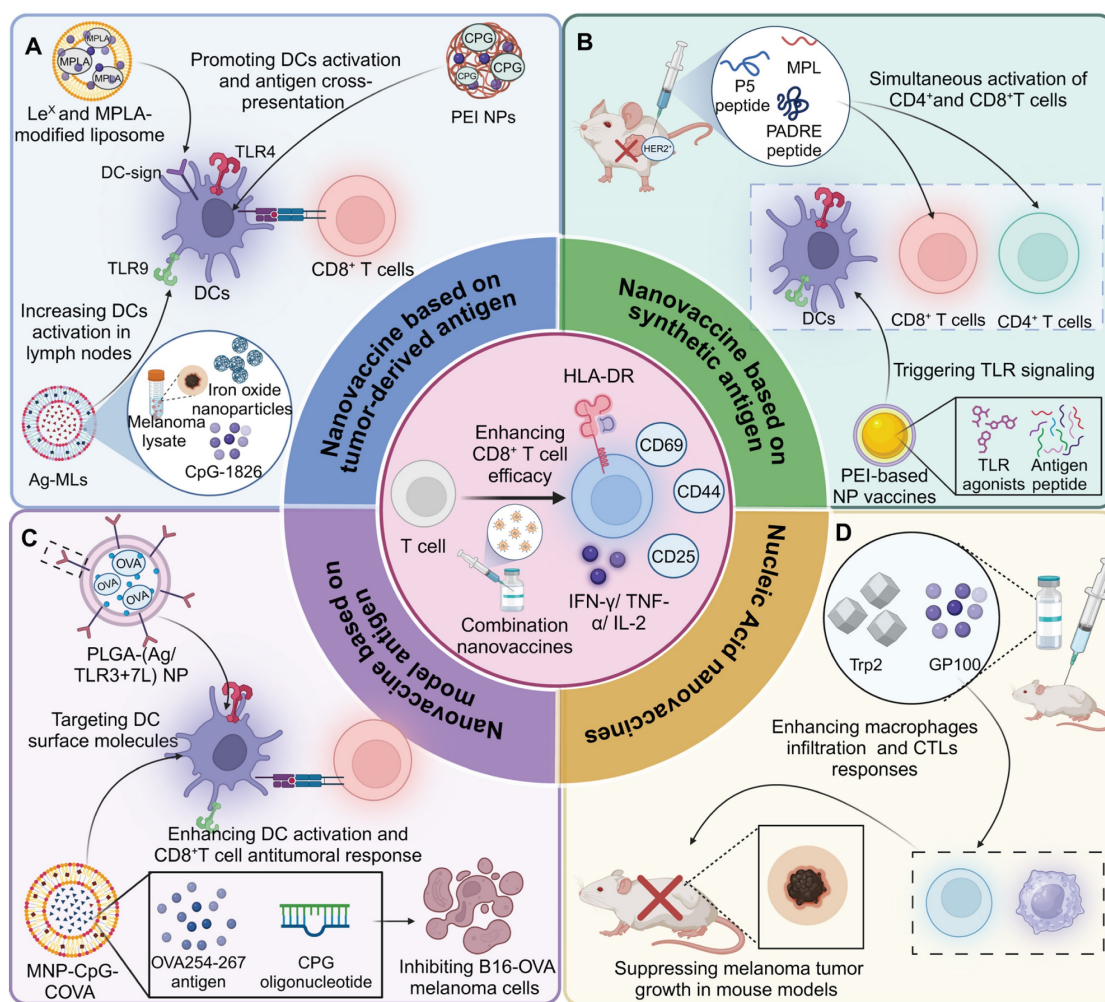 A
MPLA
MPLA
MPLA
Le^X and MPLA-
modified liposome
Promoting DCs activation
and antigen cross-
presentation
CPG
CPG
CPG
PEI NPs
TLR4
DC-sign
TLR9
DCs
CD8⁺ T cells
Increasing DCs
activation in
lymph nodes
Iron oxide
nanoparticles
Melanoma
lysate
CpG-1826
Ag-MLs
B
P5
peptide
MPL
PADRE
peptide
HER2⁺
Simultaneous activation of
CD4⁺and CD8⁺T cells
DCs
CD8⁺ T cells
CD4⁺ T cells
Triggering TLR signaling
PEI-based
NP vaccines
TLR
agonists
Antigen
peptide
Nanovaccine based on
tumor-derived antigen
Nanovaccine based on
synthetic antigen
Nanovaccine based on
model antigen
Nucleic Acid nanovaccines
HLA-DR
Enhancing
CD8⁺ T cell
efficacy
T cell
CD69
CD44
CD25
IFN-γ/ TNF-
α/ IL-2
Combination
nanovaccines
C
OVA
OVA
OVA
PLGA-(Ag/
TLR3+7L) NP
Targeting DC
surface molecules
Enhancing DC activation and
CD8⁺T cell antitumoral response
MNP-CpG-
COVA
OVA254-267
antigen
CPG
oligonucleotide
Inhibiting B16-OVA
melanoma cells
D
Trp2
GP100
Enhancing macrophages
infiltration and CTLs
responses
Suppressing melanoma tumor
growth in mouse models